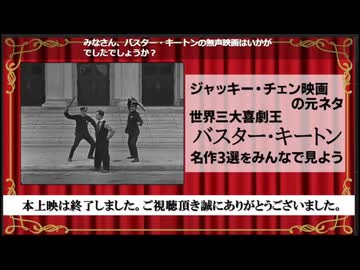 みなさん、バスター・キートンの無声映画はいかが
でしたでしょうか？
ジャッキー・チェン映画
の元ネタ
世界三大喜劇王
バスター・キートン
名作3選をみんなで見よう
本上映は終了しました。ご視聴頂き誠にありがとうございました。